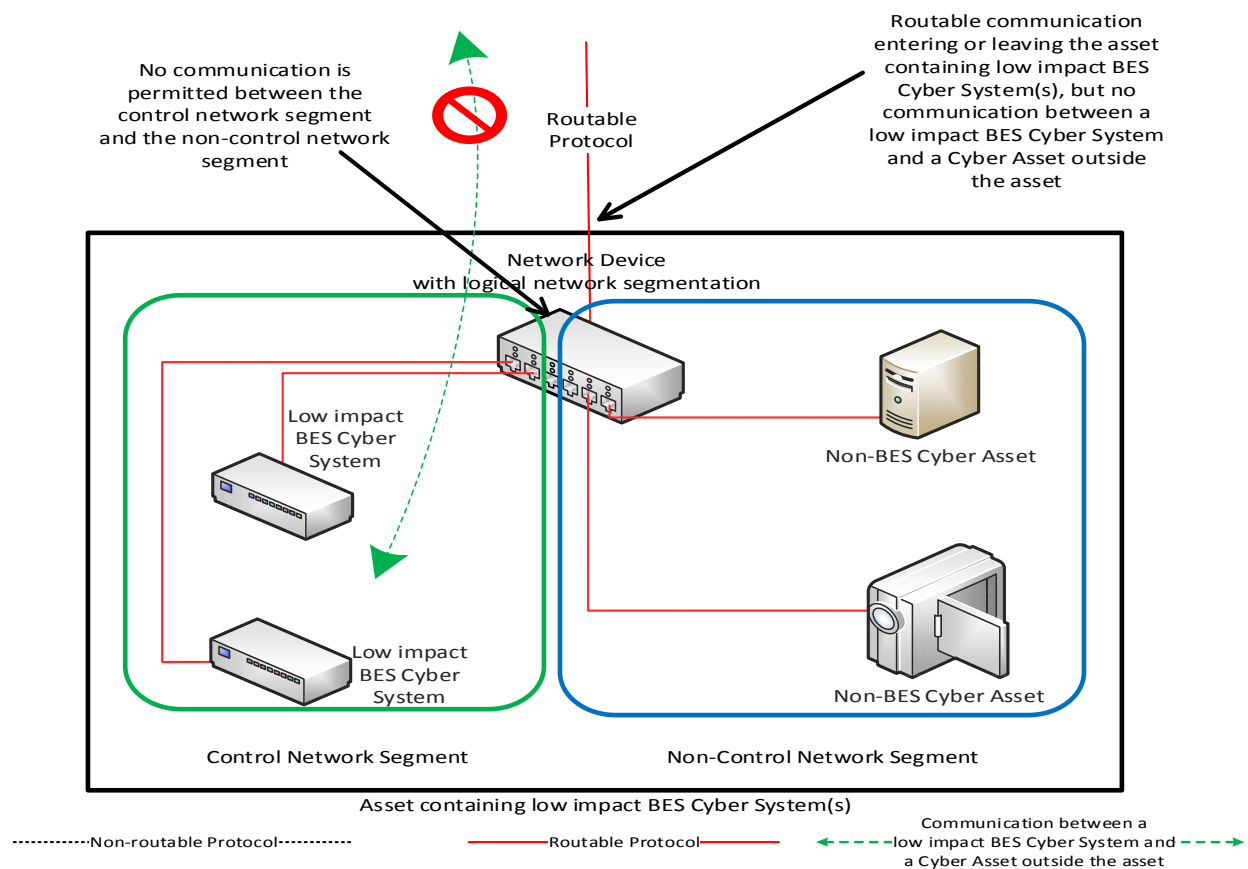 No communication is
permitted between the
control network segment
and the non-control network
segment
Routable
Protocol
Routable communication
entering or leaving the asset
containing low impact BES
Cyber System(s), but no
communication between a
low impact BES Cyber System
and a Cyber Asset outside
the asset
Network Device
with logical network segmentation
Low impact
BES Cyber
System
Non-BES Cyber Asset
Low impact
BES Cyber
System
Non-BES Cyber Asset
Control Network Segment
Non-Control Network Segment
Asset containing low impact BES Cyber System(s)
Non-routable Protocol
Routable Protocol
Communication between a
low impact BES Cyber System and
a Cyber Asset outside the asset